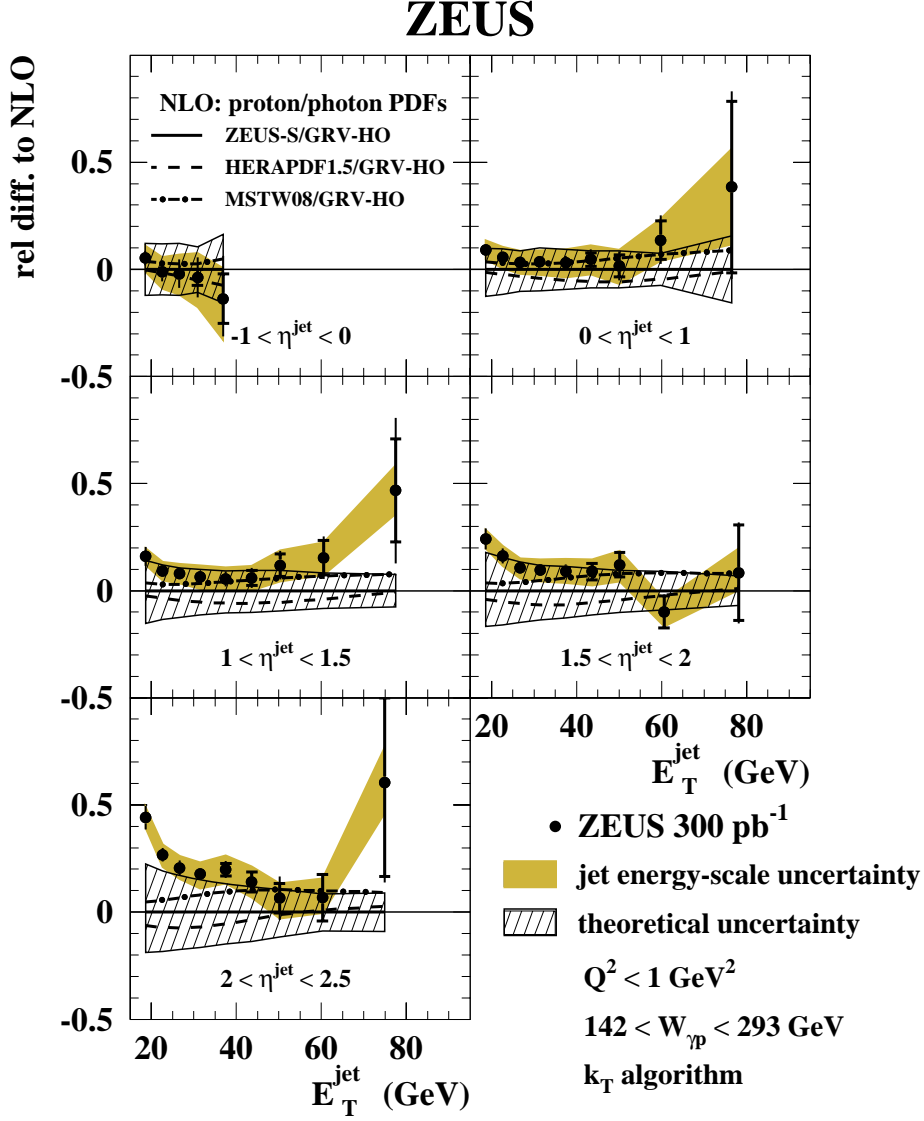 ZEUS
rel diff. to NLO
NLO: proton/photon PDFs
ZEUS-S/GRV-HO
HERAPDF1.5/GRV-HO
MSTW08/GRV-HO
0.5
0
-0.5
-1 < η^jet < 0
0 < η^jet < 1
0.5
0
-0.5
1 < η^jet < 1.5
1.5 < η^jet < 2
20 40 60 80
E_T^jet (GeV)
0.5
0
-0.5
2 < η^jet < 2.5
20 40 60 80
E_T^jet (GeV)
ZEUS 300 pb^-1
jet energy-scale uncertainty
theoretical uncertainty
Q^2 < 1 GeV^2
142 < W_γp < 293 GeV
k_T algorithm